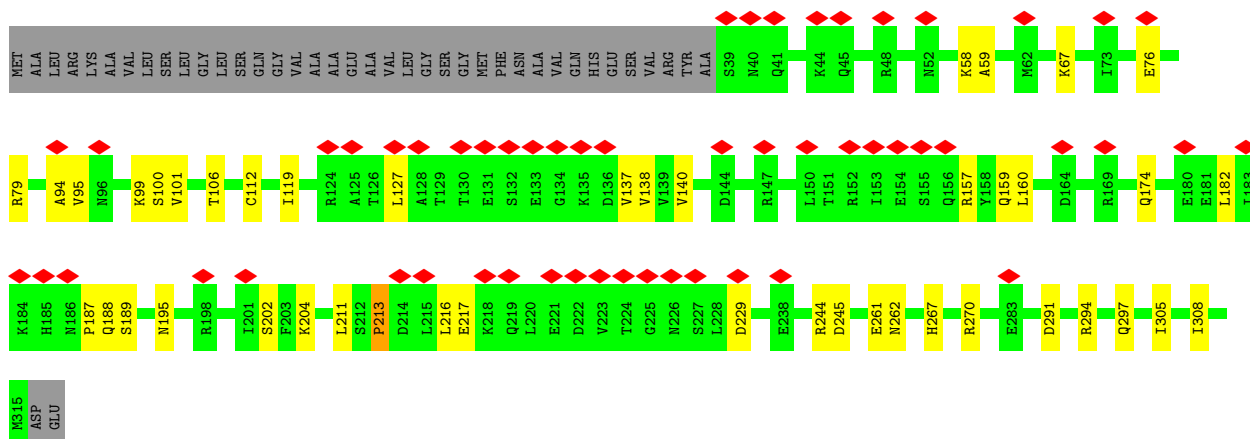 MET ALA LEU ARG LYS ALA VAL LEU SER LEU GLY LEU SER GLN GLY VAL ALA ALA GLU ALA VAL LEU GLY SER GLY MET PHE ASN ALA VAL GLN HIS GLU SER VAL ARG TYR ALA S39 N40 Q41 K44 Q45 R48 N52 K58 A59 M62 K67 I73 E76
R79 A94 V95 N96 K99 S100 V101 T106 C112 I119 R124 A125 T126 L127 A128 T129 T130 E131 S132 E133 G134 K135 D136 V137 V138 V139 V140 D144 R147 L150 T151 R152 I153 E154 S155 Q156 R157 Y158 Q159 L160 D164 R169 Q174 E180 E181 L182 I183
K184 H185 N186 P187 Q188 S189 N195 R198 I201 S202 F203 K204 L211 S212 P213 D214 L215 L216 E217 K218 Q219 L220 E221 D222 V223 T224 G225 N226 S227 L228 D229 E238 R244 D245 E261 N262 H267 R270 E283 D291 R294 Q297 I305 I308
M315 ASP GLU